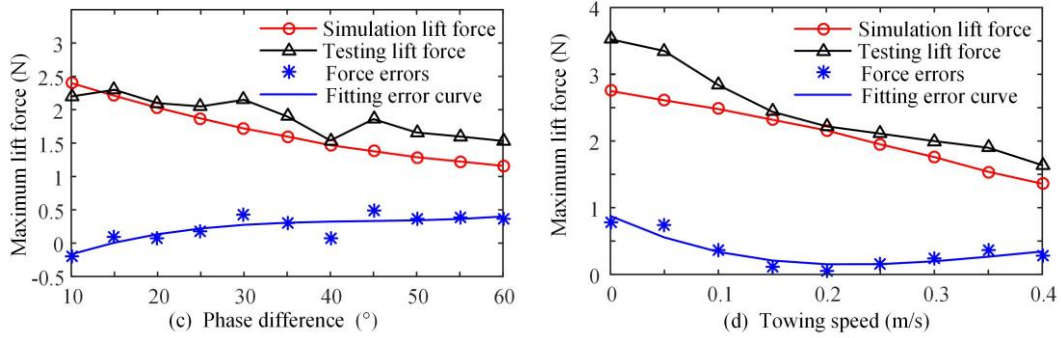 Maximum lift force (N)
3
2.5
2
1.5
1
0.5
0
-0.5
Simulation lift force
Testing lift force
Force errors
Fitting error curve
10 20 30 40 50 60
(c) Phase difference (°)
Maximum lift force (N)
4
3
2
1
0
Simulation lift force
Testing lift force
Force errors
Fitting error curve
0 0.1 0.2 0.3 0.4
(d) Towing speed (m/s)